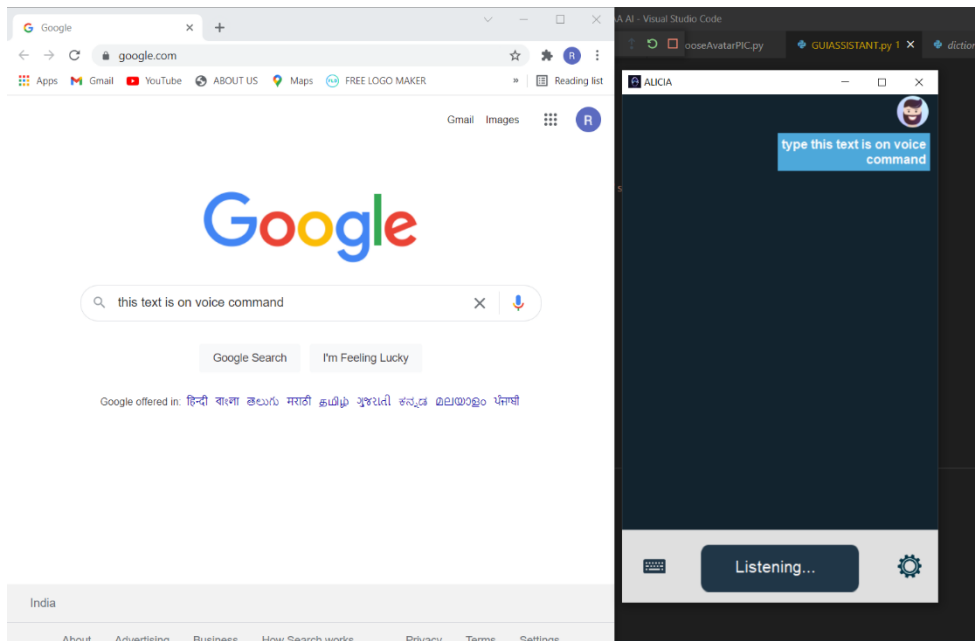 Google
A AI - Visual Studio Code
google.com
R
ooseAvatarPIC.py
GUIASSISTANT.py 1
Apps
Gmail
YouTube
ABOUT US
Maps
FREE LOGO MAKER
»
Reading list
ALICIA
Gmail Images
R
type this text is on voice
command
Google
this text is on voice command
Google Search
I'm Feeling Lucky
Google offered in: हिन्दी বাংলা తెలుగు मराठी தமிழ் ગુજરાતી ಕನ್ನಡ മലയാളം ਪੰਜਾਬੀ
Listening...
India
About Advertising Business How Search works Privacy Terms Settings